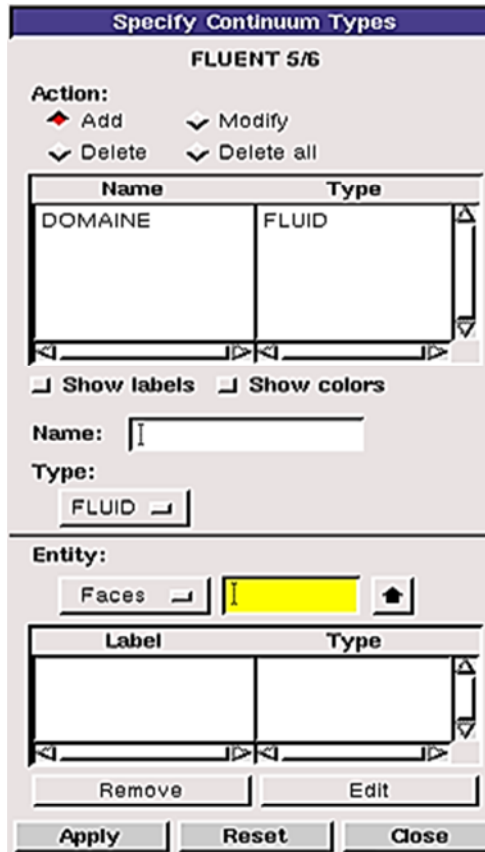 Specify Continuum Types
FLUENT 5/6
Action:
Add Modify
Delete Delete all
Name Type
DOMAINE FLUID
Show labels Show colors
Name:
Type:
FLUID
Entity:
Faces
Label Type
Remove Edit
Apply Reset Close